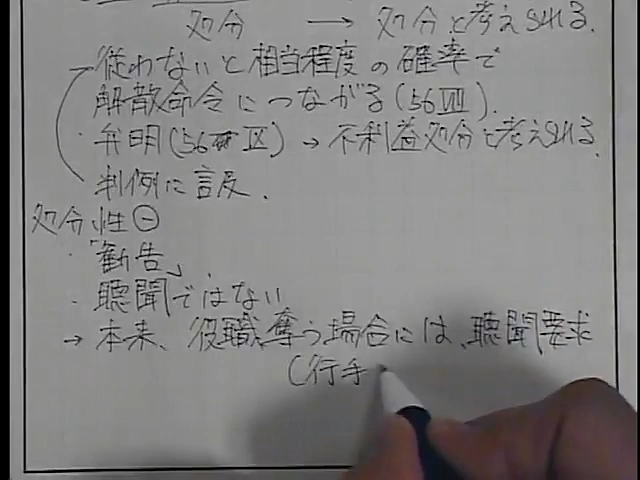 処分 → 処分と考えられる.
従わないと相当程度の確率で
解散命令につながる(56Ⅷ).
・弁明(56Ⅸ) → 不利益処分と考えられる.
判例に言及.
処分性⊖
・「勧告」.
・聴聞ではない
→ 本来、役職奪う場合には、聴聞要求
(行手